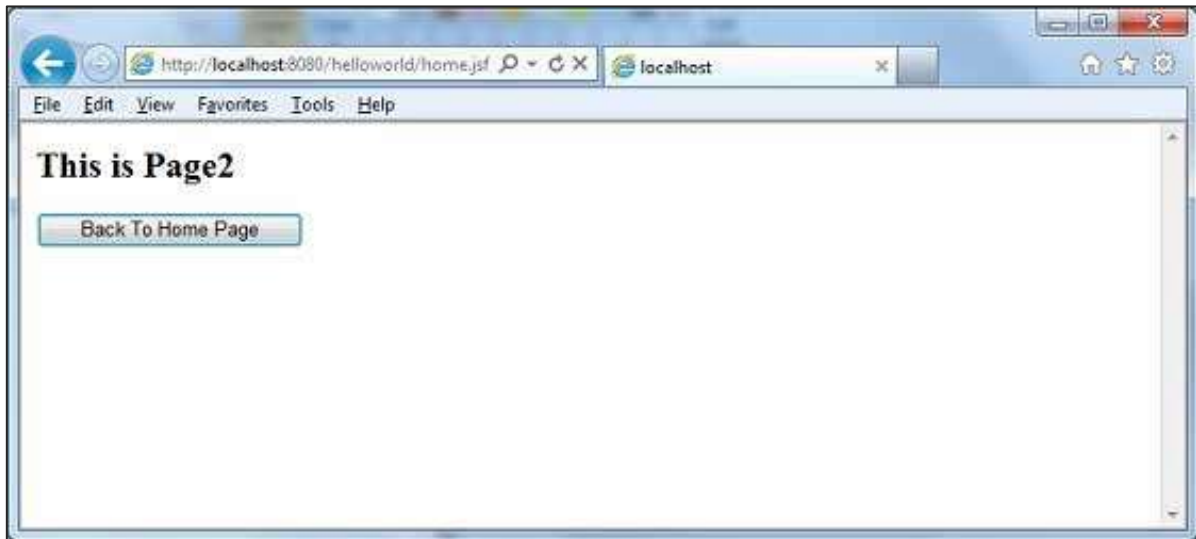 http://localhost:8080/helloworld/home.jsf
localhost
File Edit View Favorites Tools Help
This is Page2
Back To Home Page